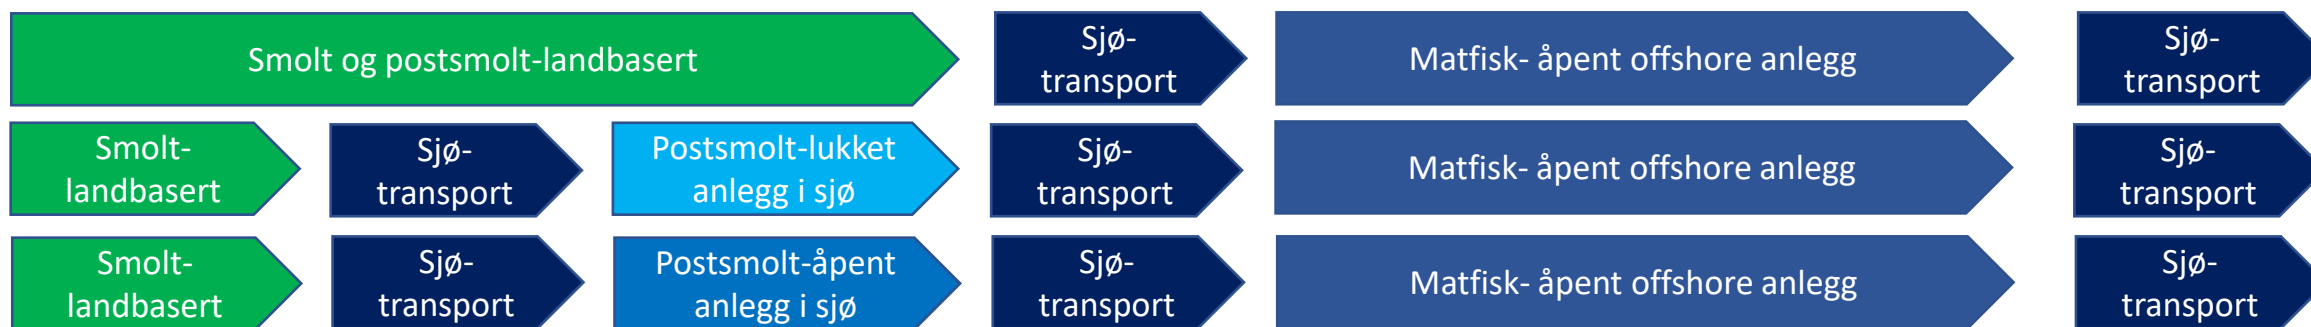 Smolt og postsmolt-landbasert
Sjø-
transport
Matfisk- åpent offshore anlegg
Sjø-
transport
Smolt-
landbasert
Sjø-
transport
Postsmolt-lukket
anlegg i sjø
Sjø-
transport
Matfisk- åpent offshore anlegg
Sjø-
transport
Smolt-
landbasert
Sjø-
transport
Postsmolt-åpent
anlegg i sjø
Sjø-
transport
Matfisk- åpent offshore anlegg
Sjø-
transport